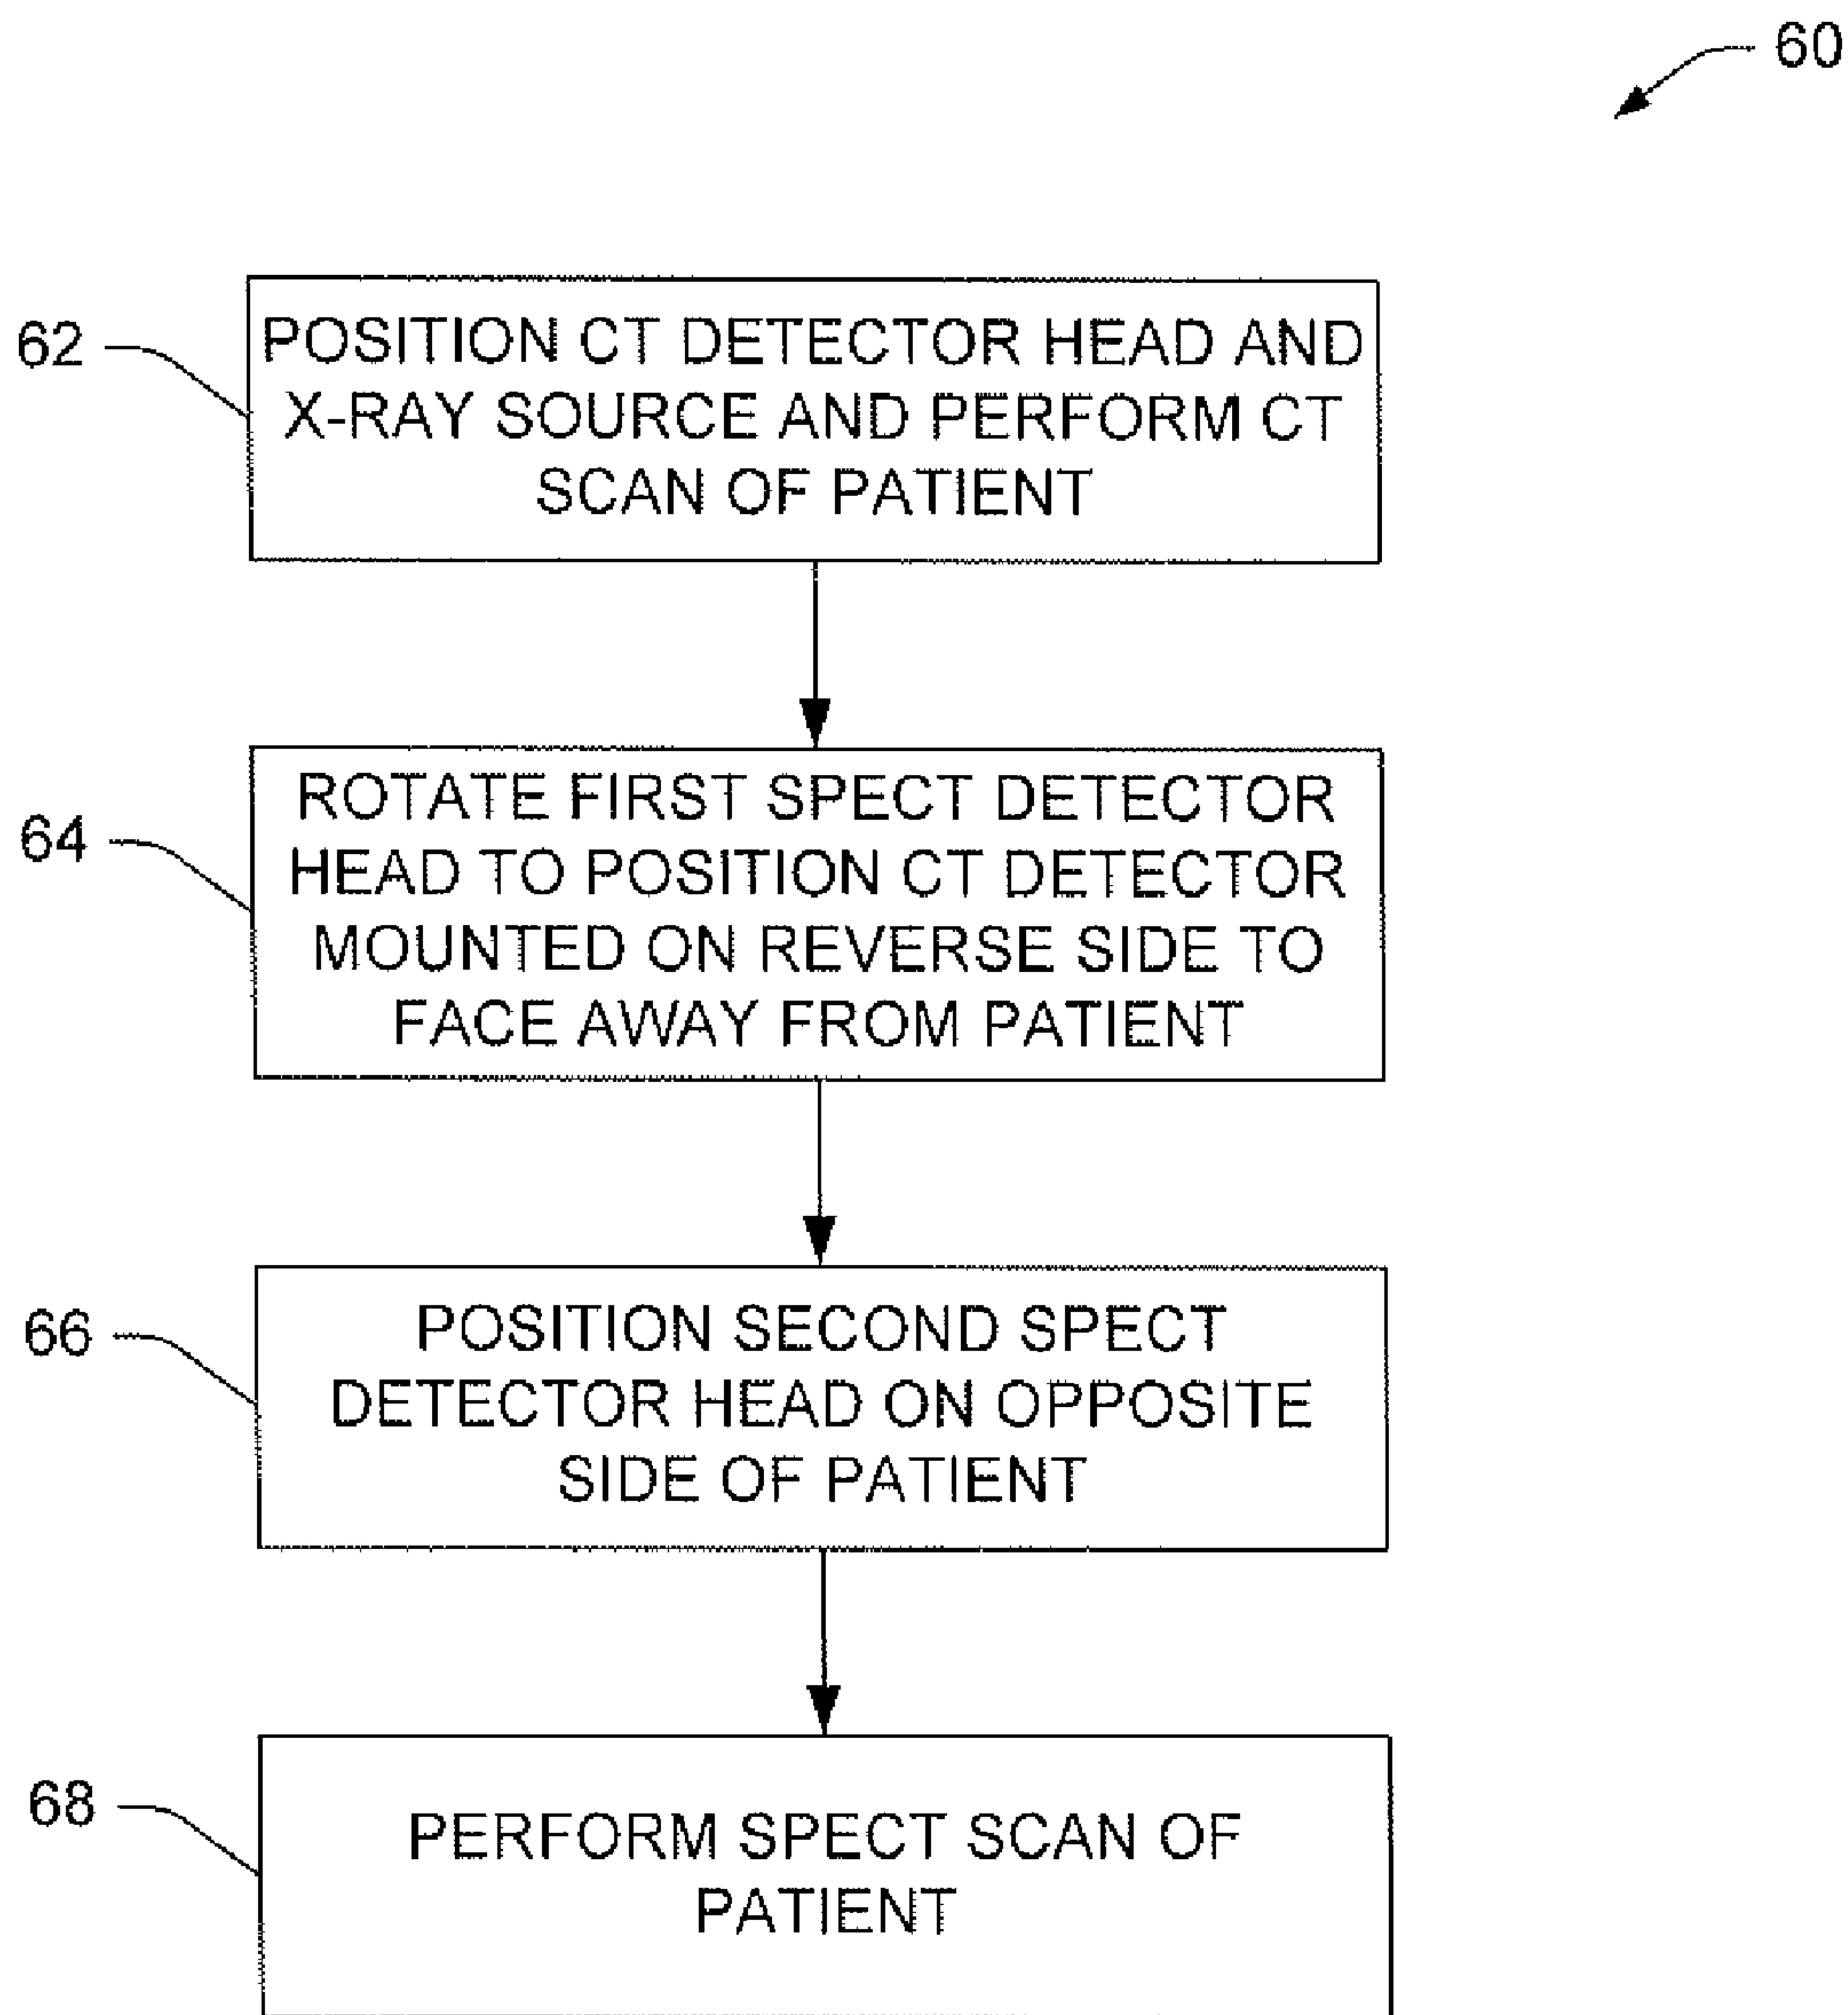 60
62
POSITION CT DETECTOR HEAD AND
X-RAY SOURCE AND PERFORM CT
SCAN OF PATIENT
64
ROTATE FIRST SPECT DETECTOR
HEAD TO POSITION CT DETECTOR
MOUNTED ON REVERSE SIDE TO
FACE AWAY FROM PATIENT
66
POSITION SECOND SPECT
DETECTOR HEAD ON OPPOSITE
SIDE OF PATIENT
68
PERFORM SPECT SCAN OF
PATIENT